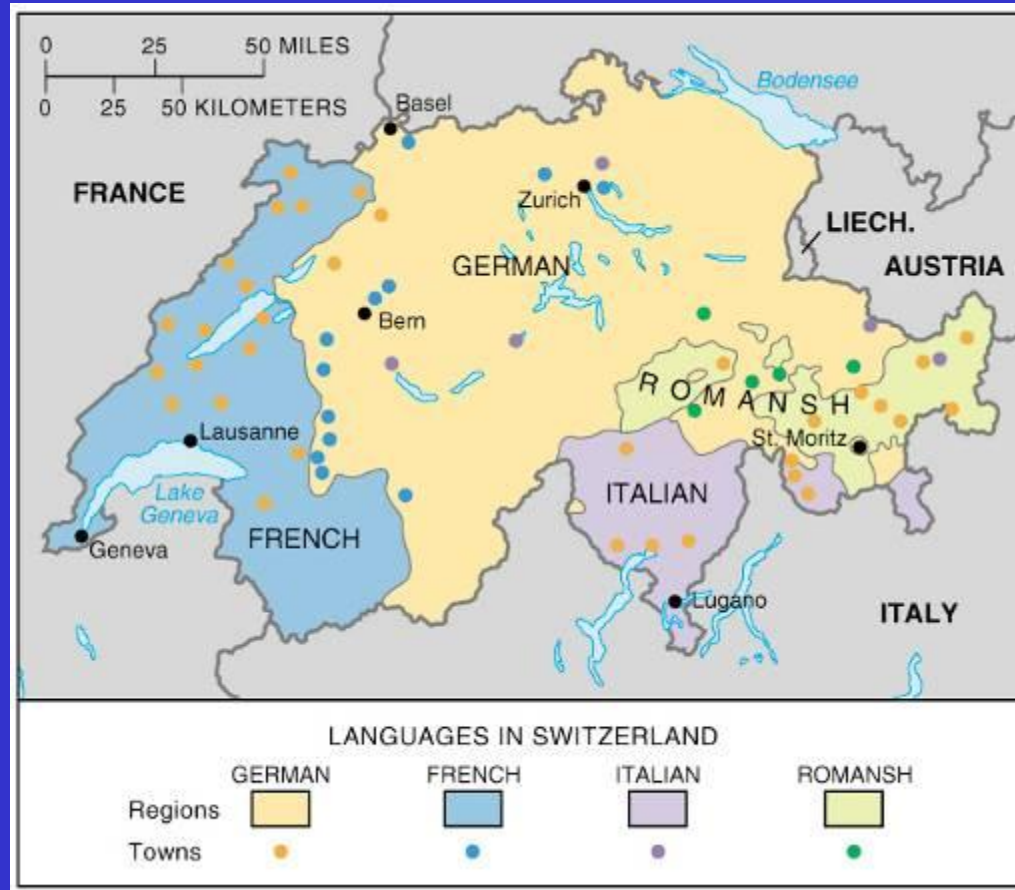 0 25 50 MILES
0 25 50 KILOMETERS
Basel
Bodensee
FRANCE
Zurich
LIECH.
GERMAN
AUSTRIA
Bern
ROMANSH
Lausanne
St. Moritz
ITALIAN
Lake
Geneva
FRENCH
Geneva
Lugano
ITALY
LANGUAGES IN SWITZERLAND
GERMAN FRENCH ITALIAN ROMANSH
Regions
Towns